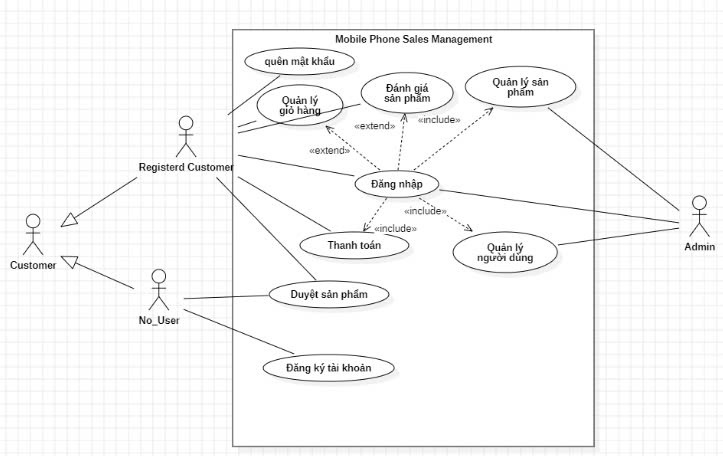 Mobile Phone Sales Management
quên mật khẩu
Quản lý
giỏ hàng
Đánh giá
sản phẩm
Quản lý sản
phẩm
«extend»
«include»
«extend»
Registerd Customer
Đăng nhập
«include»
«include»
Customer
Thanh toán
Quản lý
người dùng
Admin
Duyệt sản phẩm
No_User
Đăng ký tài khoản